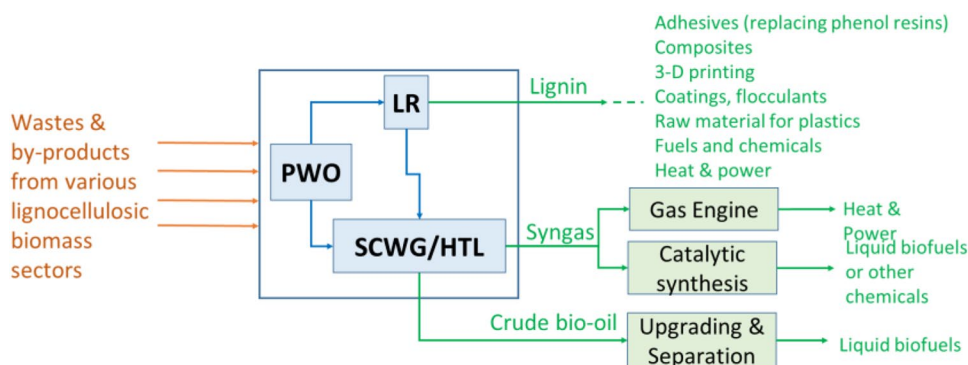 Wastes &
by-products
from various
lignocellulosic
biomass
sectors
PWO
LR
SCWG/HTL
Lignin
Adhesives (replacing phenol resins)
Composites
3-D printing
Coatings, flocculants
Raw material for plastics
Fuels and chemicals
Heat & power
Syngas
Gas Engine
Heat &
Power
Catalytic
synthesis
Liquid biofuels
or other
chemicals
Crude bio-oil
Upgrading &
Separation
Liquid biofuels